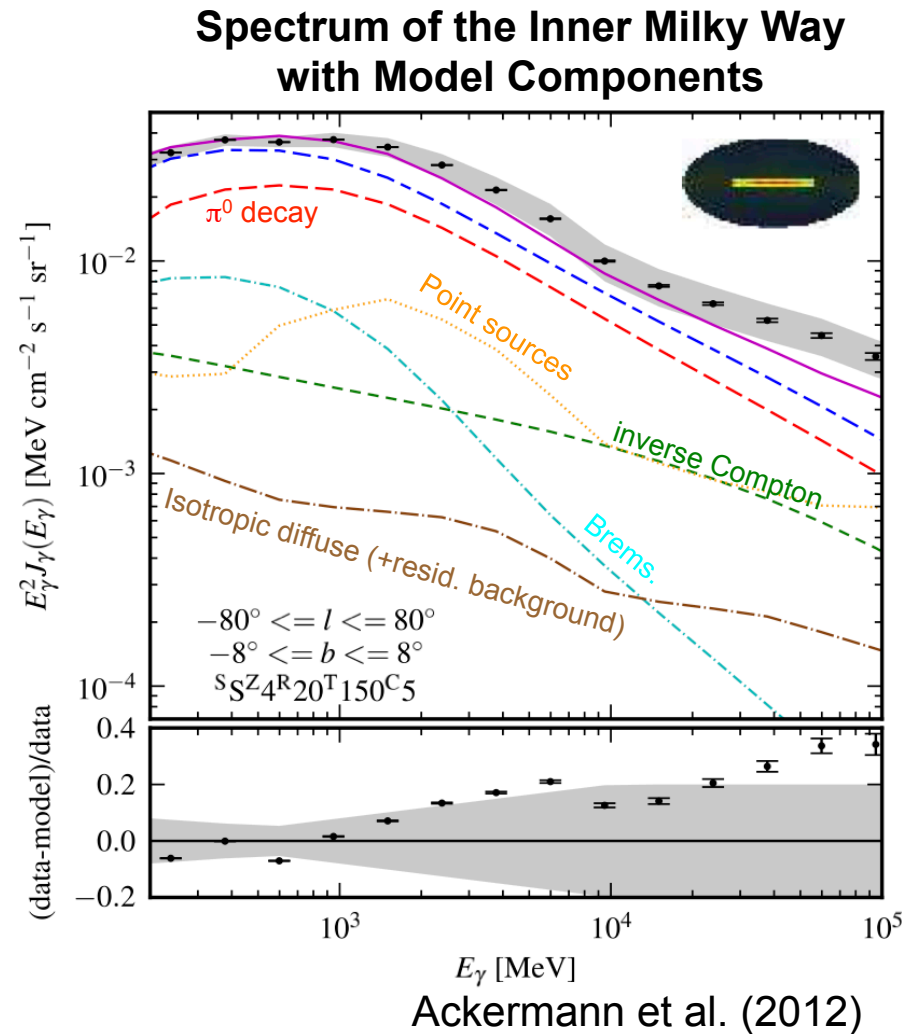 Spectrum of the Inner Milky Way
with Model Components
E²γJγ(Eγ) [MeV cm⁻² s⁻¹ sr⁻¹]
10⁻²
10⁻³
10⁻⁴
π⁰ decay
Point sources
inverse Compton
Brems.
Isotropic diffuse (+resid. background)
−80° <= l <= 80°
−8° <= b <= 8°
ˢSᶻ4ᴿ20ᵀ150ᶜ5
(data-model)/data
0.4
0.2
0.0
−0.2
10³ 10⁴ 10⁵
Eγ [MeV]
Ackermann et al. (2012)